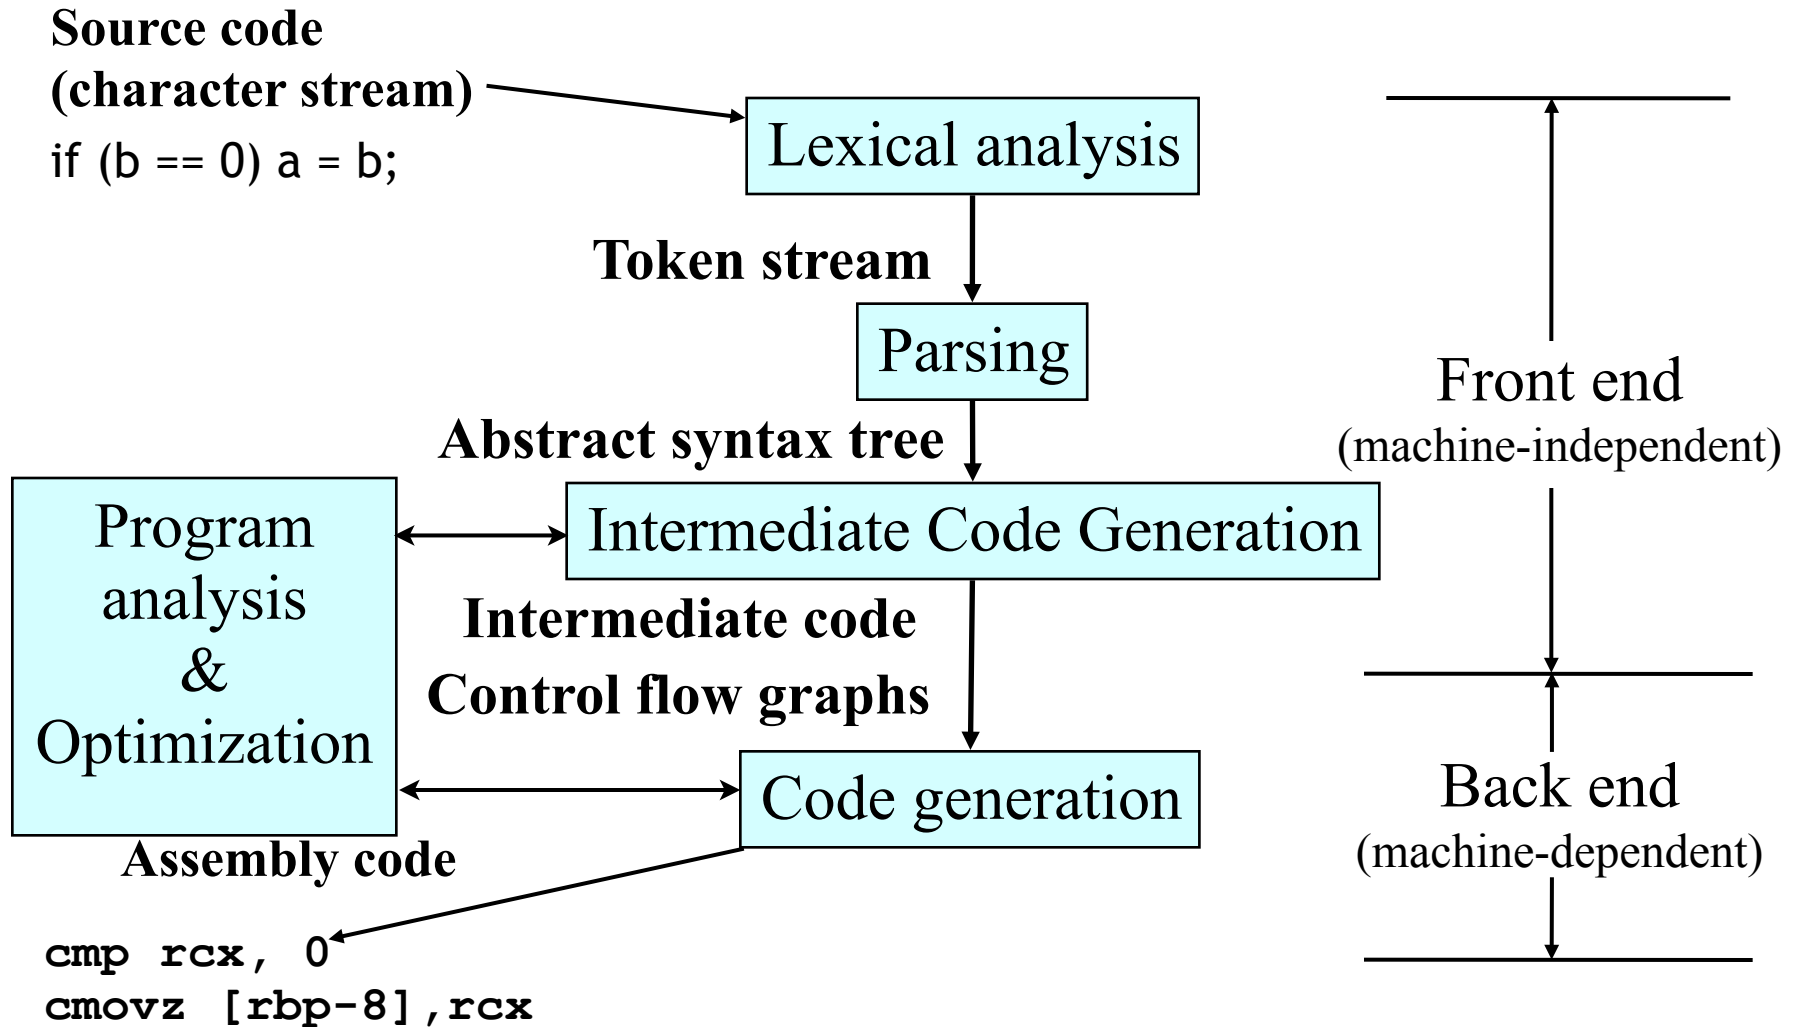 Source code
(character stream)
if (b == 0) a = b;
Lexical analysis
Token stream
Parsing
Abstract syntax tree
Front end
(machine-independent)
Program
analysis
&
Optimization
Intermediate Code Generation
Intermediate code
Control flow graphs
Code generation
Back end
(machine-dependent)
Assembly code
cmp rcx, 0
cmovz [rbp-8],rcx